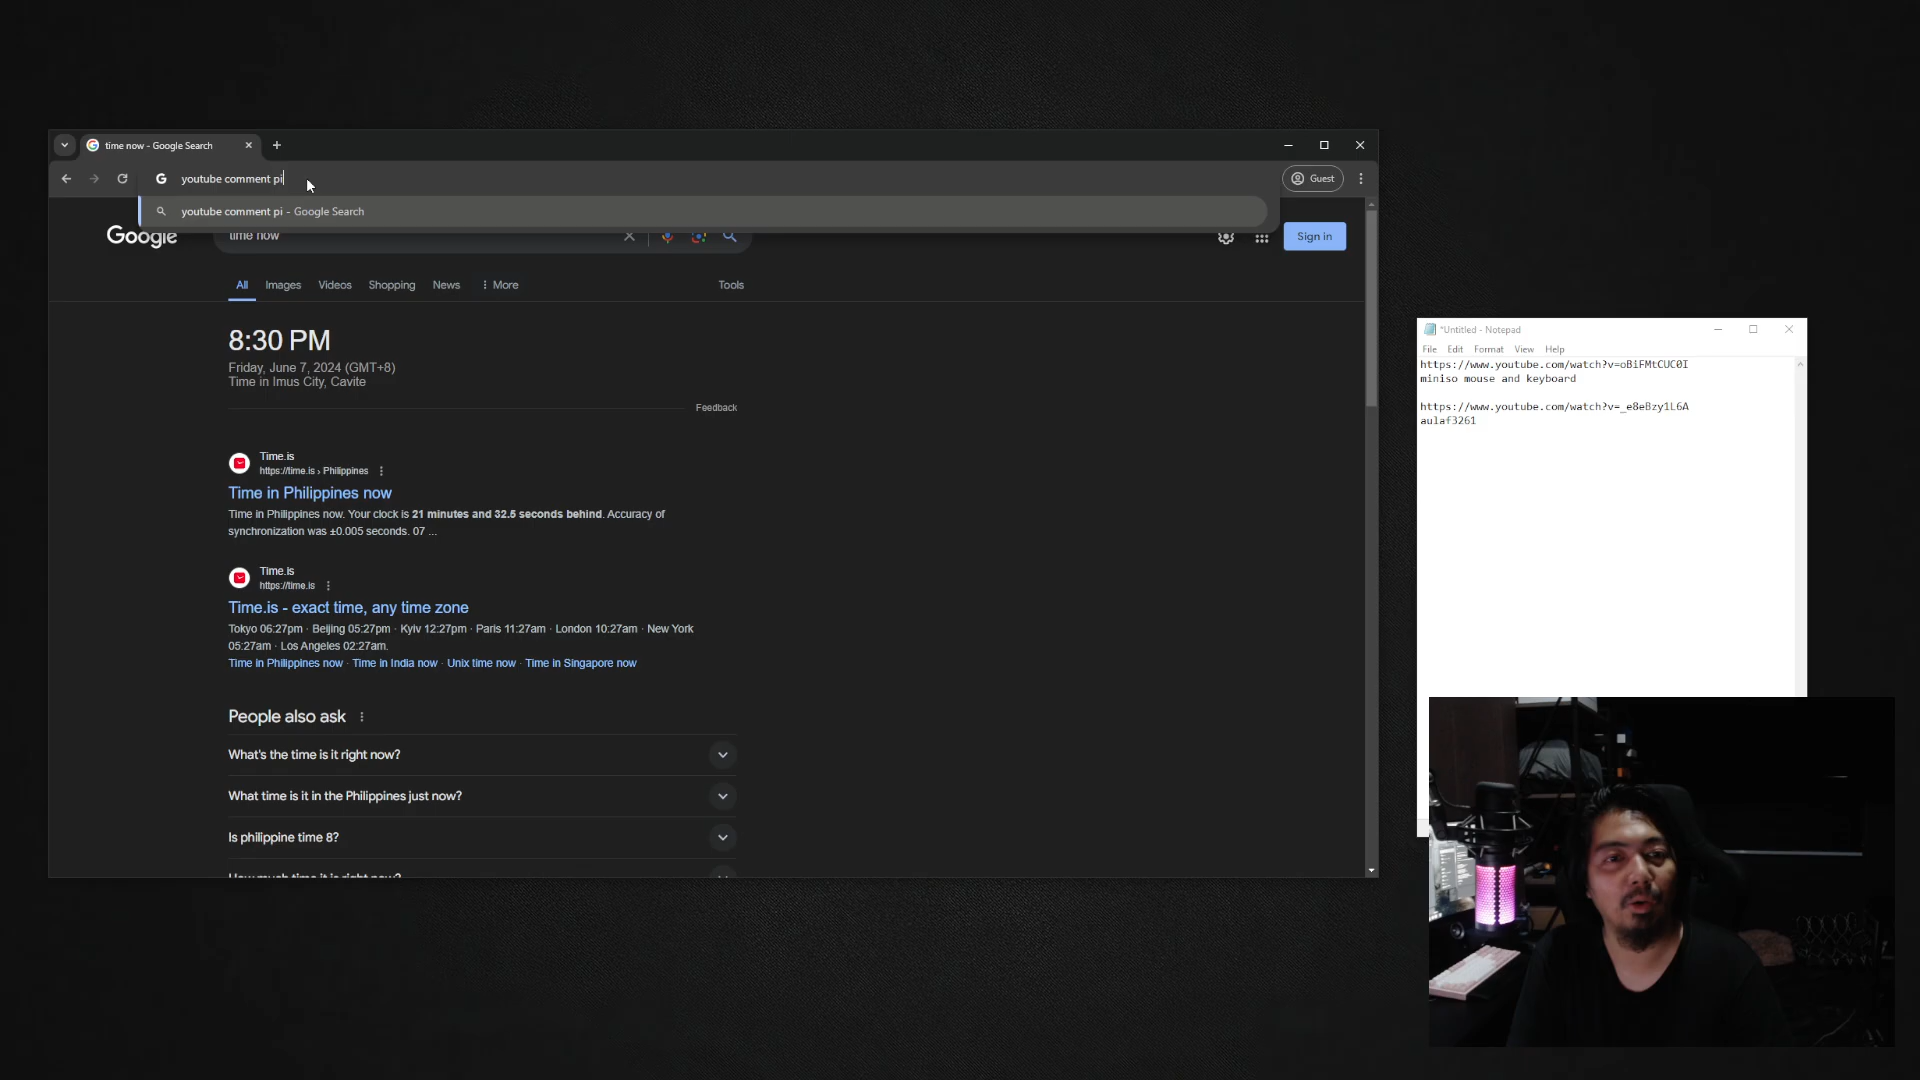 time now - Google Search
youtube comment pi
Guest
youtube comment pi - Google Search
Google
time now
Sign in
All Images Videos Shopping News More Tools
8:30 PM
Friday, June 7, 2024 (GMT+8)
Time in Imus City, Cavite
Feedback
Time.is
https://time.is › Philippines
Time in Philippines now
Time in Philippines now. Your clock is 21 minutes and 32.5 seconds behind. Accuracy of
synchronization was ±0.005 seconds. 07 ...
Time.is
https://time.is
Time.is - exact time, any time zone
Tokyo 06:27pm · Beijing 05:27pm · Kyiv 12:27pm · Paris 11:27am · London 10:27am · New York
05:27am · Los Angeles 02:27am.
Time in Philippines now · Time in India now · Unix time now · Time in Singapore now
People also ask
What's the time is it right now?
What time is it in the Philippines just now?
Is philippine time 8?
How much time it is right now?
*Untitled - Notepad
File Edit Format View Help
https://www.youtube.com/watch?v=oBiFMtCUC0I
miniso mouse and keyboard
https://www.youtube.com/watch?v=_e8eBzy1L6A
aulaf3261